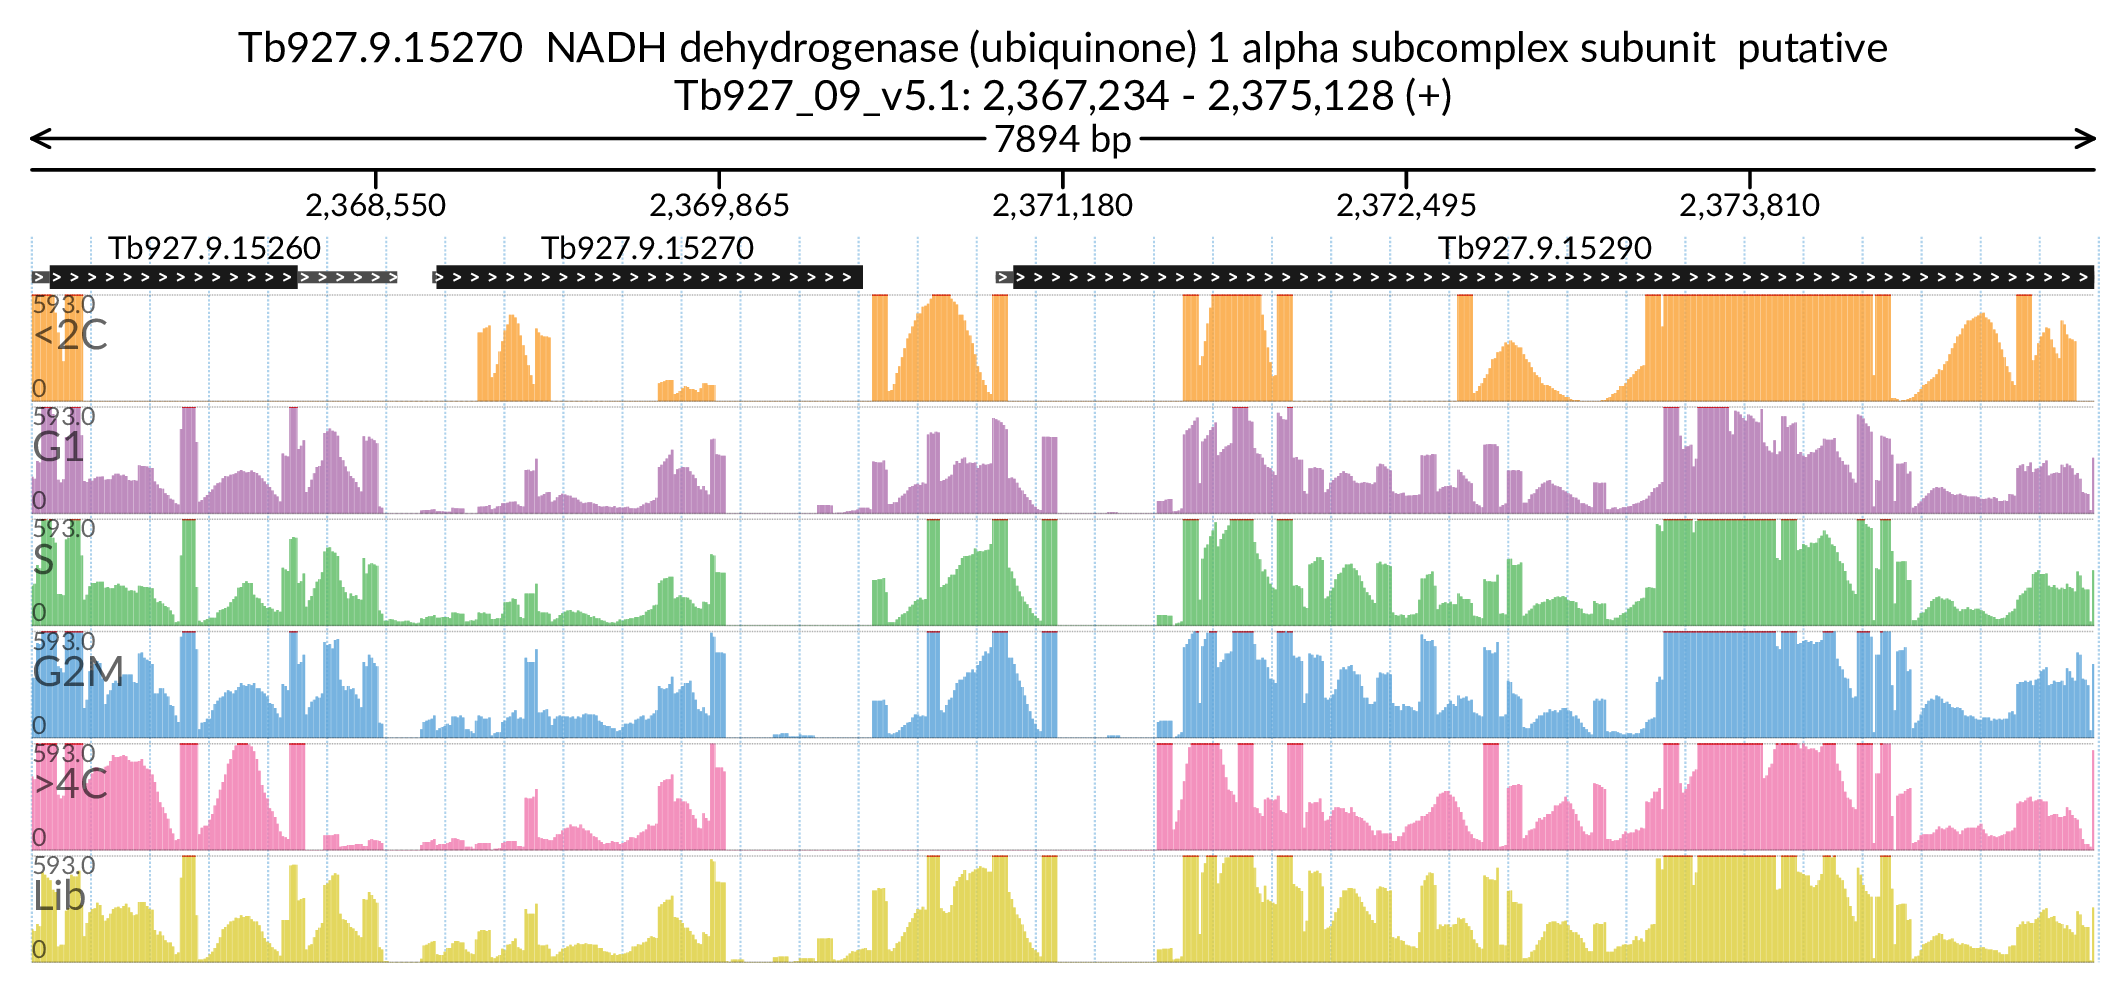 Tb927.9.15270  NADH dehydrogenase (ubiquinone) 1 alpha subcomplex subunit  putative
Tb927_09_v5.1: 2,367,234 - 2,375,128 (+)
7894 bp
2,368,550 2,369,865 2,371,180 2,372,495 2,373,810
Tb927.9.15260 Tb927.9.15270 Tb927.9.15290
593.0
<2C
0
593.0
G1
0
593.0
S
0
593.0
G2M
0
593.0
>4C
0
593.0
Lib
0